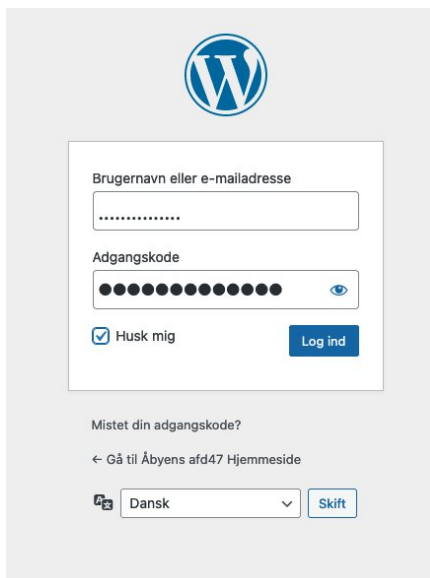 Brugernavn eller e-mailadresse
...............
Adgangskode
●●●●●●●●●●●●●
Husk mig
Log ind
Mistet din adgangskode?
← Gå til Åbyens afd47 Hjemmeside
Dansk
Skift